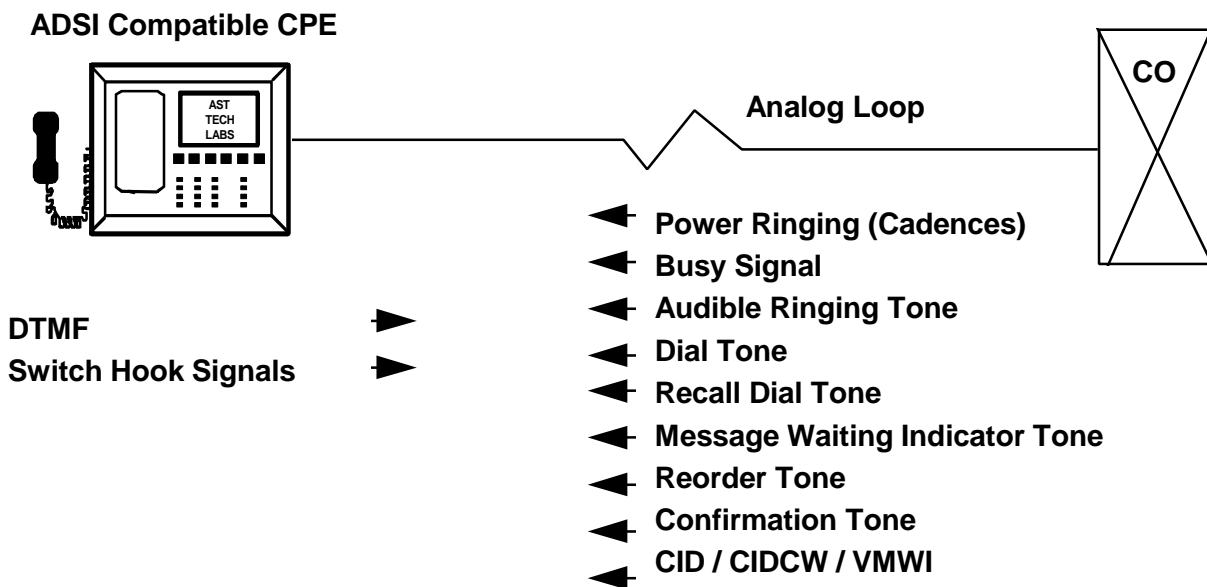 ADSI Compatible CPE
AST
TECH
LABS
CO
Analog Loop
Power Ringing (Cadences)
Busy Signal
Audible Ringing Tone
Dial Tone
Recall Dial Tone
Message Waiting Indicator Tone
Reorder Tone
Confirmation Tone
CID / CIDCW / VMWI
DTMF
Switch Hook Signals